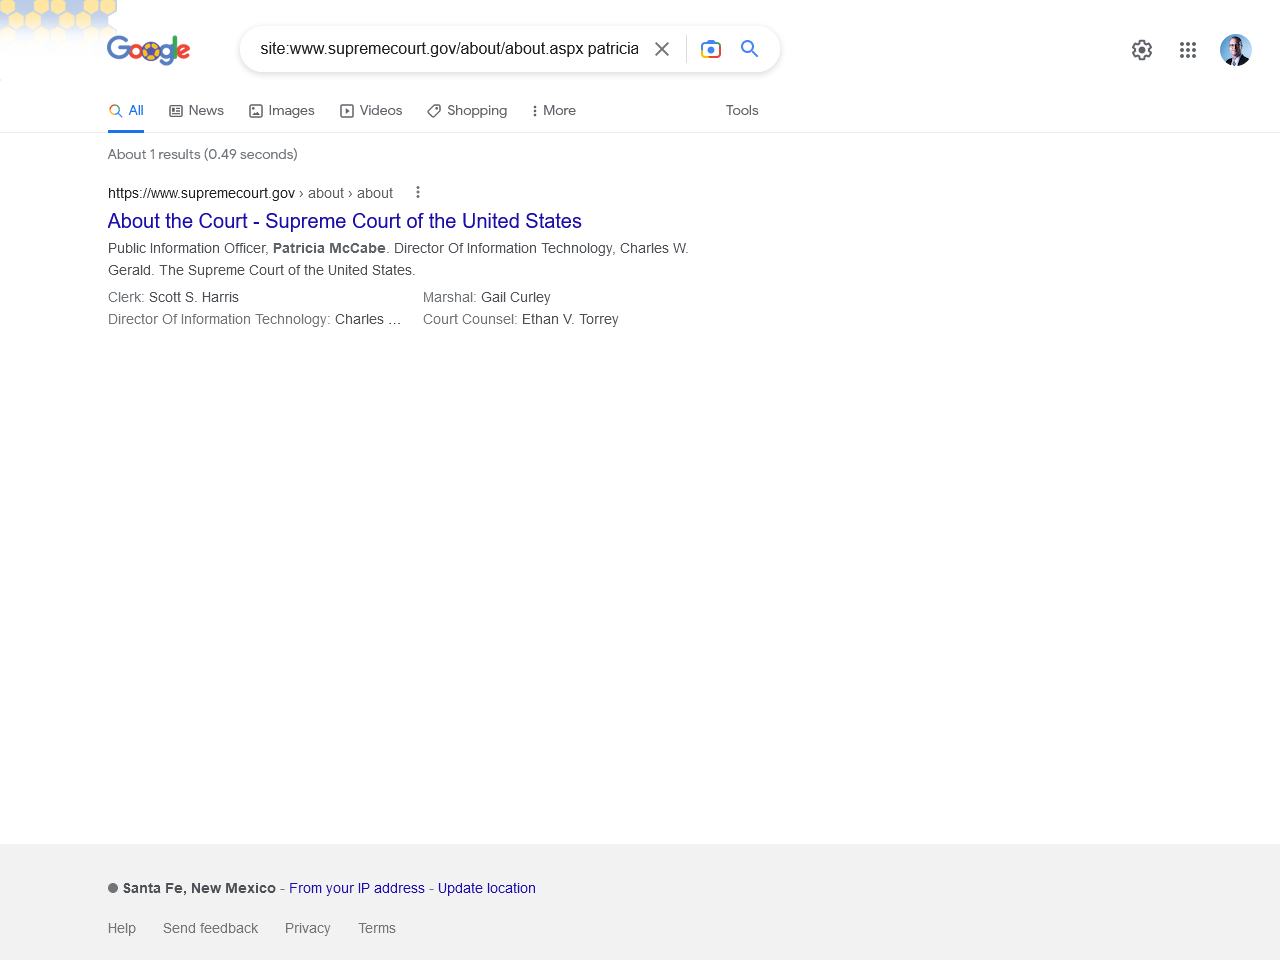 Google
site:www.supremecourt.gov/about/about.aspx patricia
All News Images Videos Shopping More Tools
About 1 results (0.49 seconds)
https://www.supremecourt.gov › about › about
About the Court - Supreme Court of the United States
Public Information Officer, Patricia McCabe. Director Of Information Technology, Charles W.
Gerald. The Supreme Court of the United States.
Clerk: Scott S. Harris Marshal: Gail Curley
Director Of Information Technology: Charles ... Court Counsel: Ethan V. Torrey
Santa Fe, New Mexico - From your IP address - Update location
Help Send feedback Privacy Terms